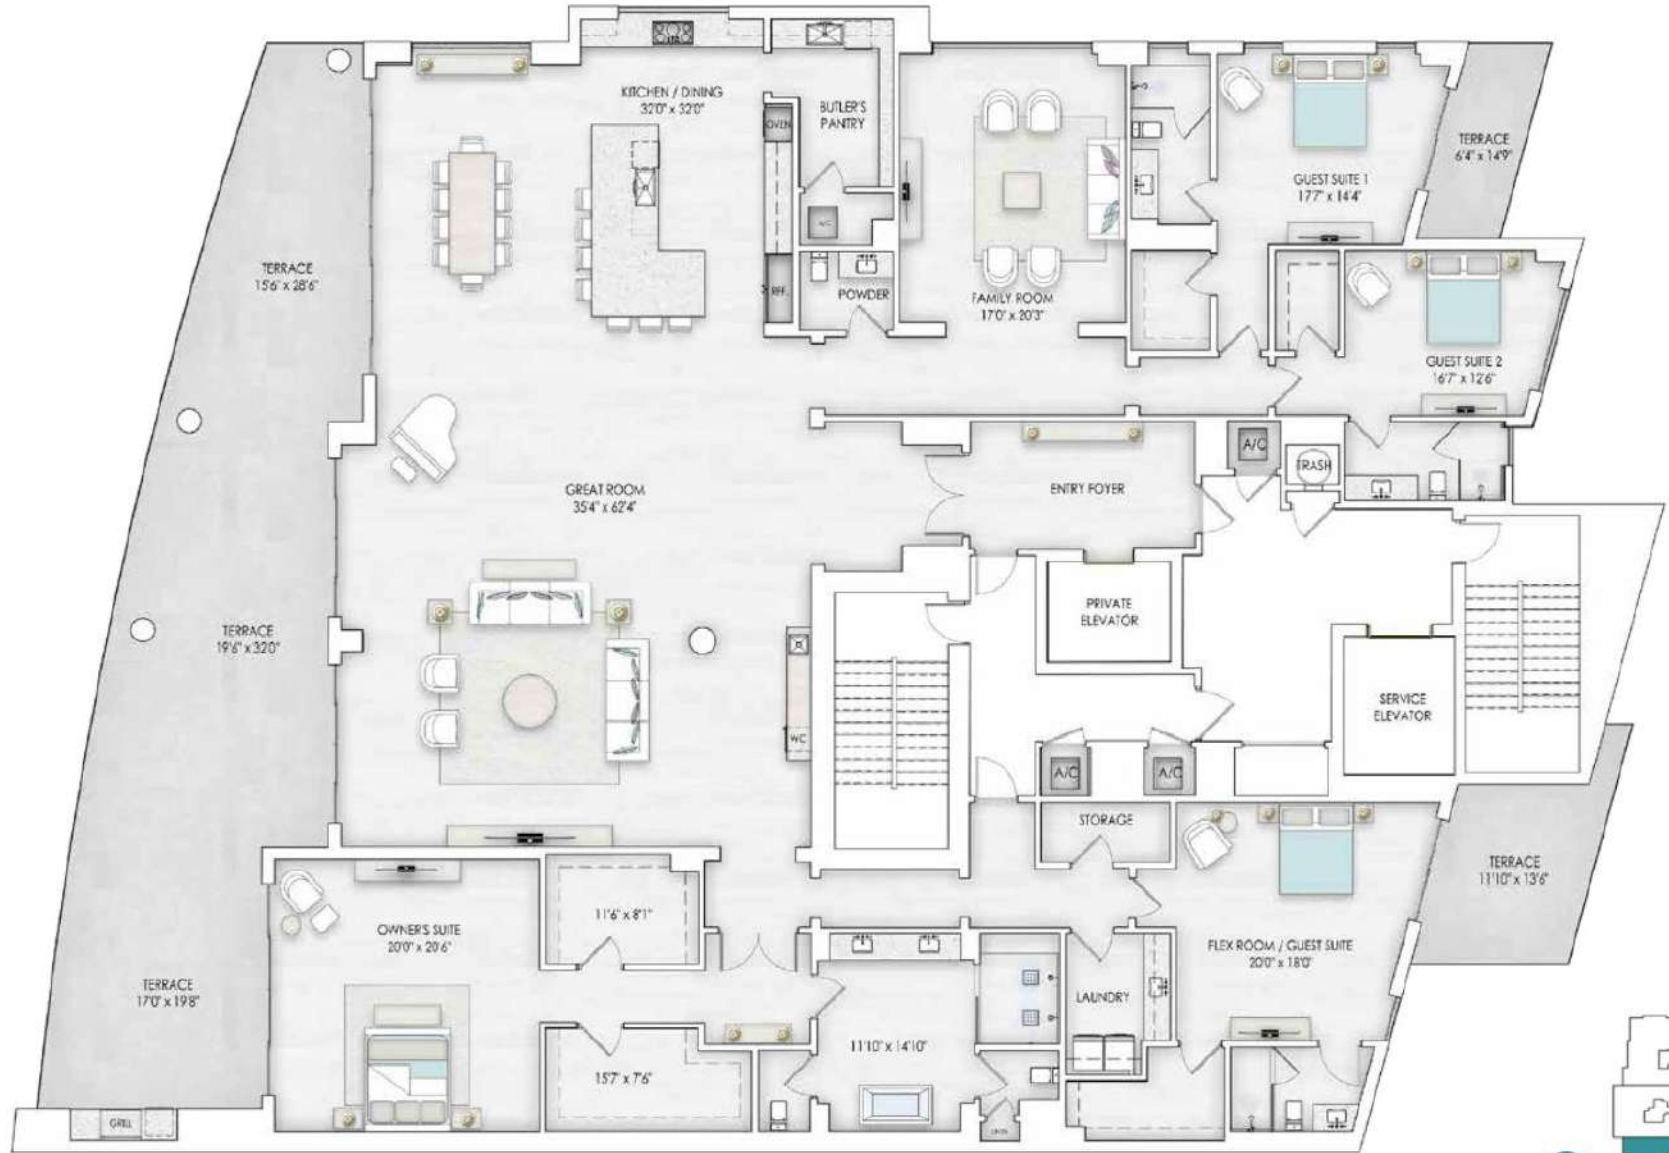 KITCHEN / DINING
32'0" x 32'0"
OVEN
BUTLER'S
PANTRY
A/C
REF.
POWDER
FAMILY ROOM
17'0" x 20'3"
GUEST SUITE 1
17'7" x 14'4"
TERRACE
6'4" x 14'9"
GUEST SUITE 2
16'7" x 12'6"
TERRACE
15'6" x 28'6"
GREAT ROOM
35'4" x 62'4"
ENTRY FOYER
A/C
TRASH
PRIVATE
ELEVATOR
SERVICE
ELEVATOR
TERRACE
19'6" x 32'0"
WC
A/C
A/C
STORAGE
TERRACE
11'10" x 13'6"
OWNER'S SUITE
20'0" x 20'6"
11'6" x 8'1"
FLEX ROOM / GUEST SUITE
20'0" x 18'0"
TERRACE
17'0" x 19'8"
LAUNDRY
11'10" x 14'10"
15'7" x 7'6"
GRILL
LINEN